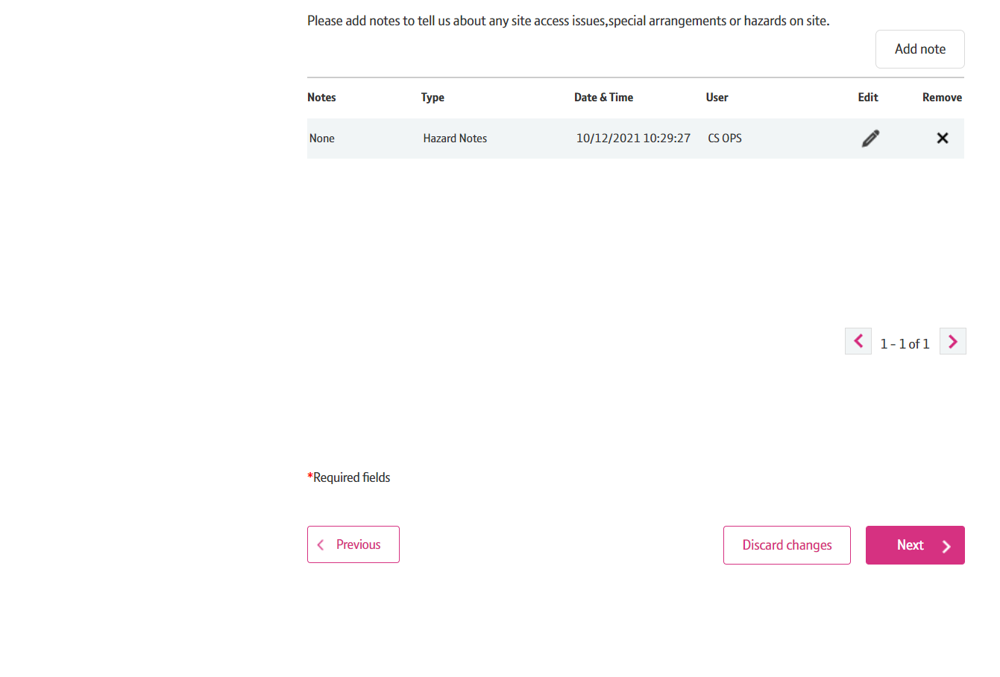 Please add notes to tell us about any site access issues,special arrangements or hazards on site.
Add note
Notes Type Date & Time User Edit Remove
None Hazard Notes 10/12/2021 10:29:27 CS OPS
1 - 1 of 1
*Required fields
Previous Discard changes Next